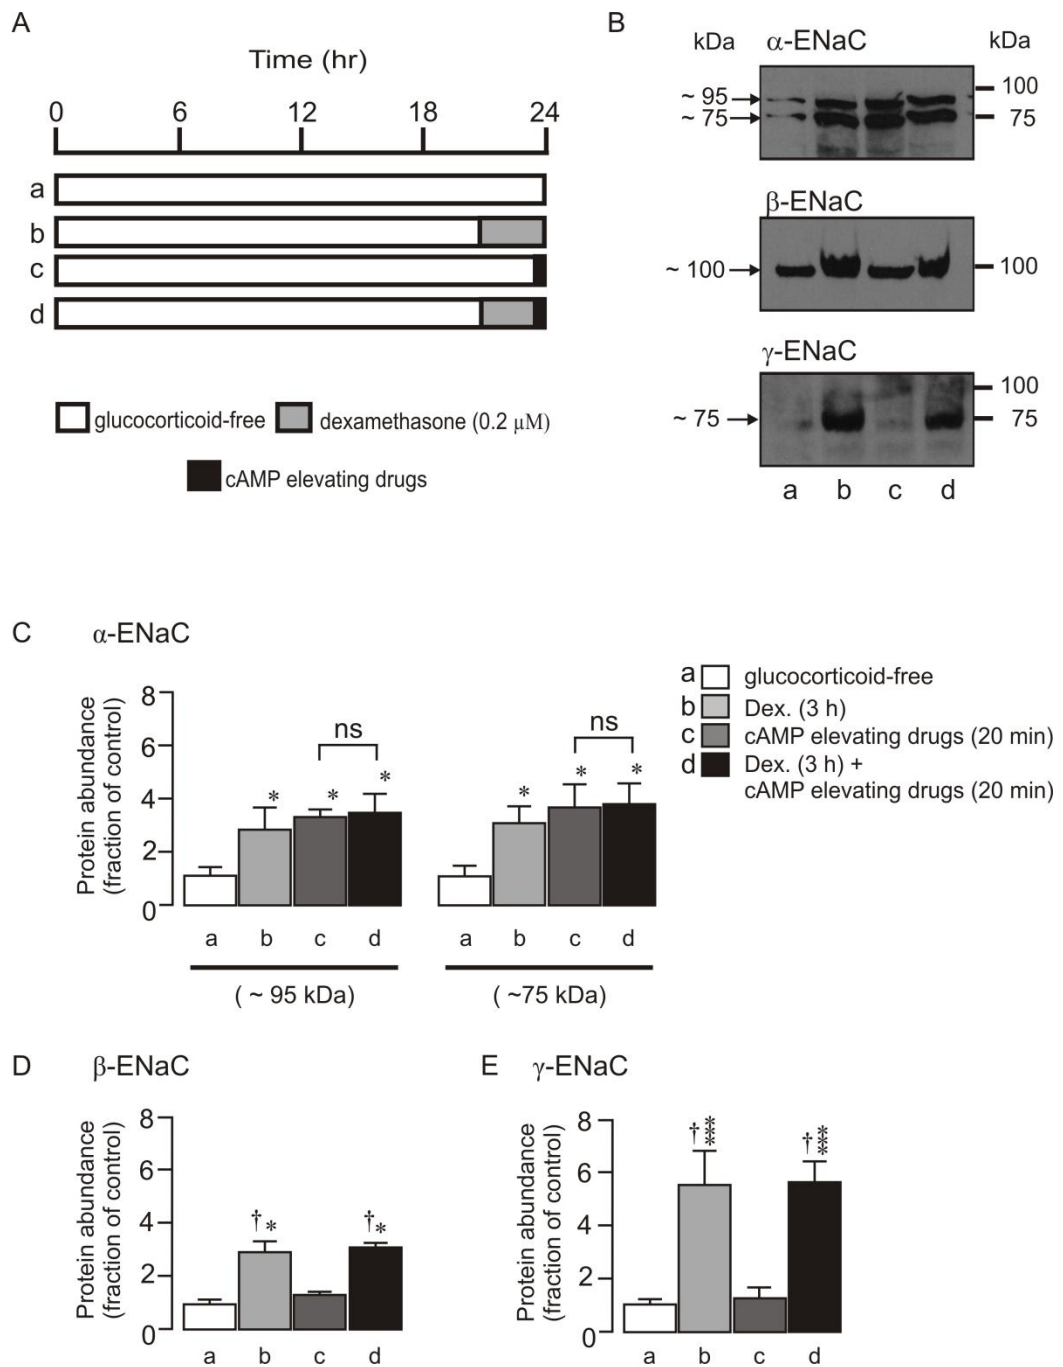 A
Time (hr)
0 6 12 18 24
a
b
c
d
glucocorticoid-free dexamethasone (0.2 μM)
cAMP elevating drugs
B
kDa α-ENaC kDa
~ 95 100
~ 75 75
β-ENaC
~ 100 100
γ-ENaC
100
~ 75 75
a b c d
C α-ENaC
Protein abundance
(fraction of control)
8
6
4
2
0
ns
* * *
a b c d
( ~ 95 kDa)
ns
* * *
a b c d
( ~75 kDa)
a glucocorticoid-free
b Dex. (3 h)
c cAMP elevating drugs (20 min)
d Dex. (3 h) +
cAMP elevating drugs (20 min)
D β-ENaC
Protein abundance
(fraction of control)
8
6
4
2
0
†* †*
a b c d
E γ-ENaC
Protein abundance
(fraction of control)
8
6
4
2
0
†*** †***
a b c d